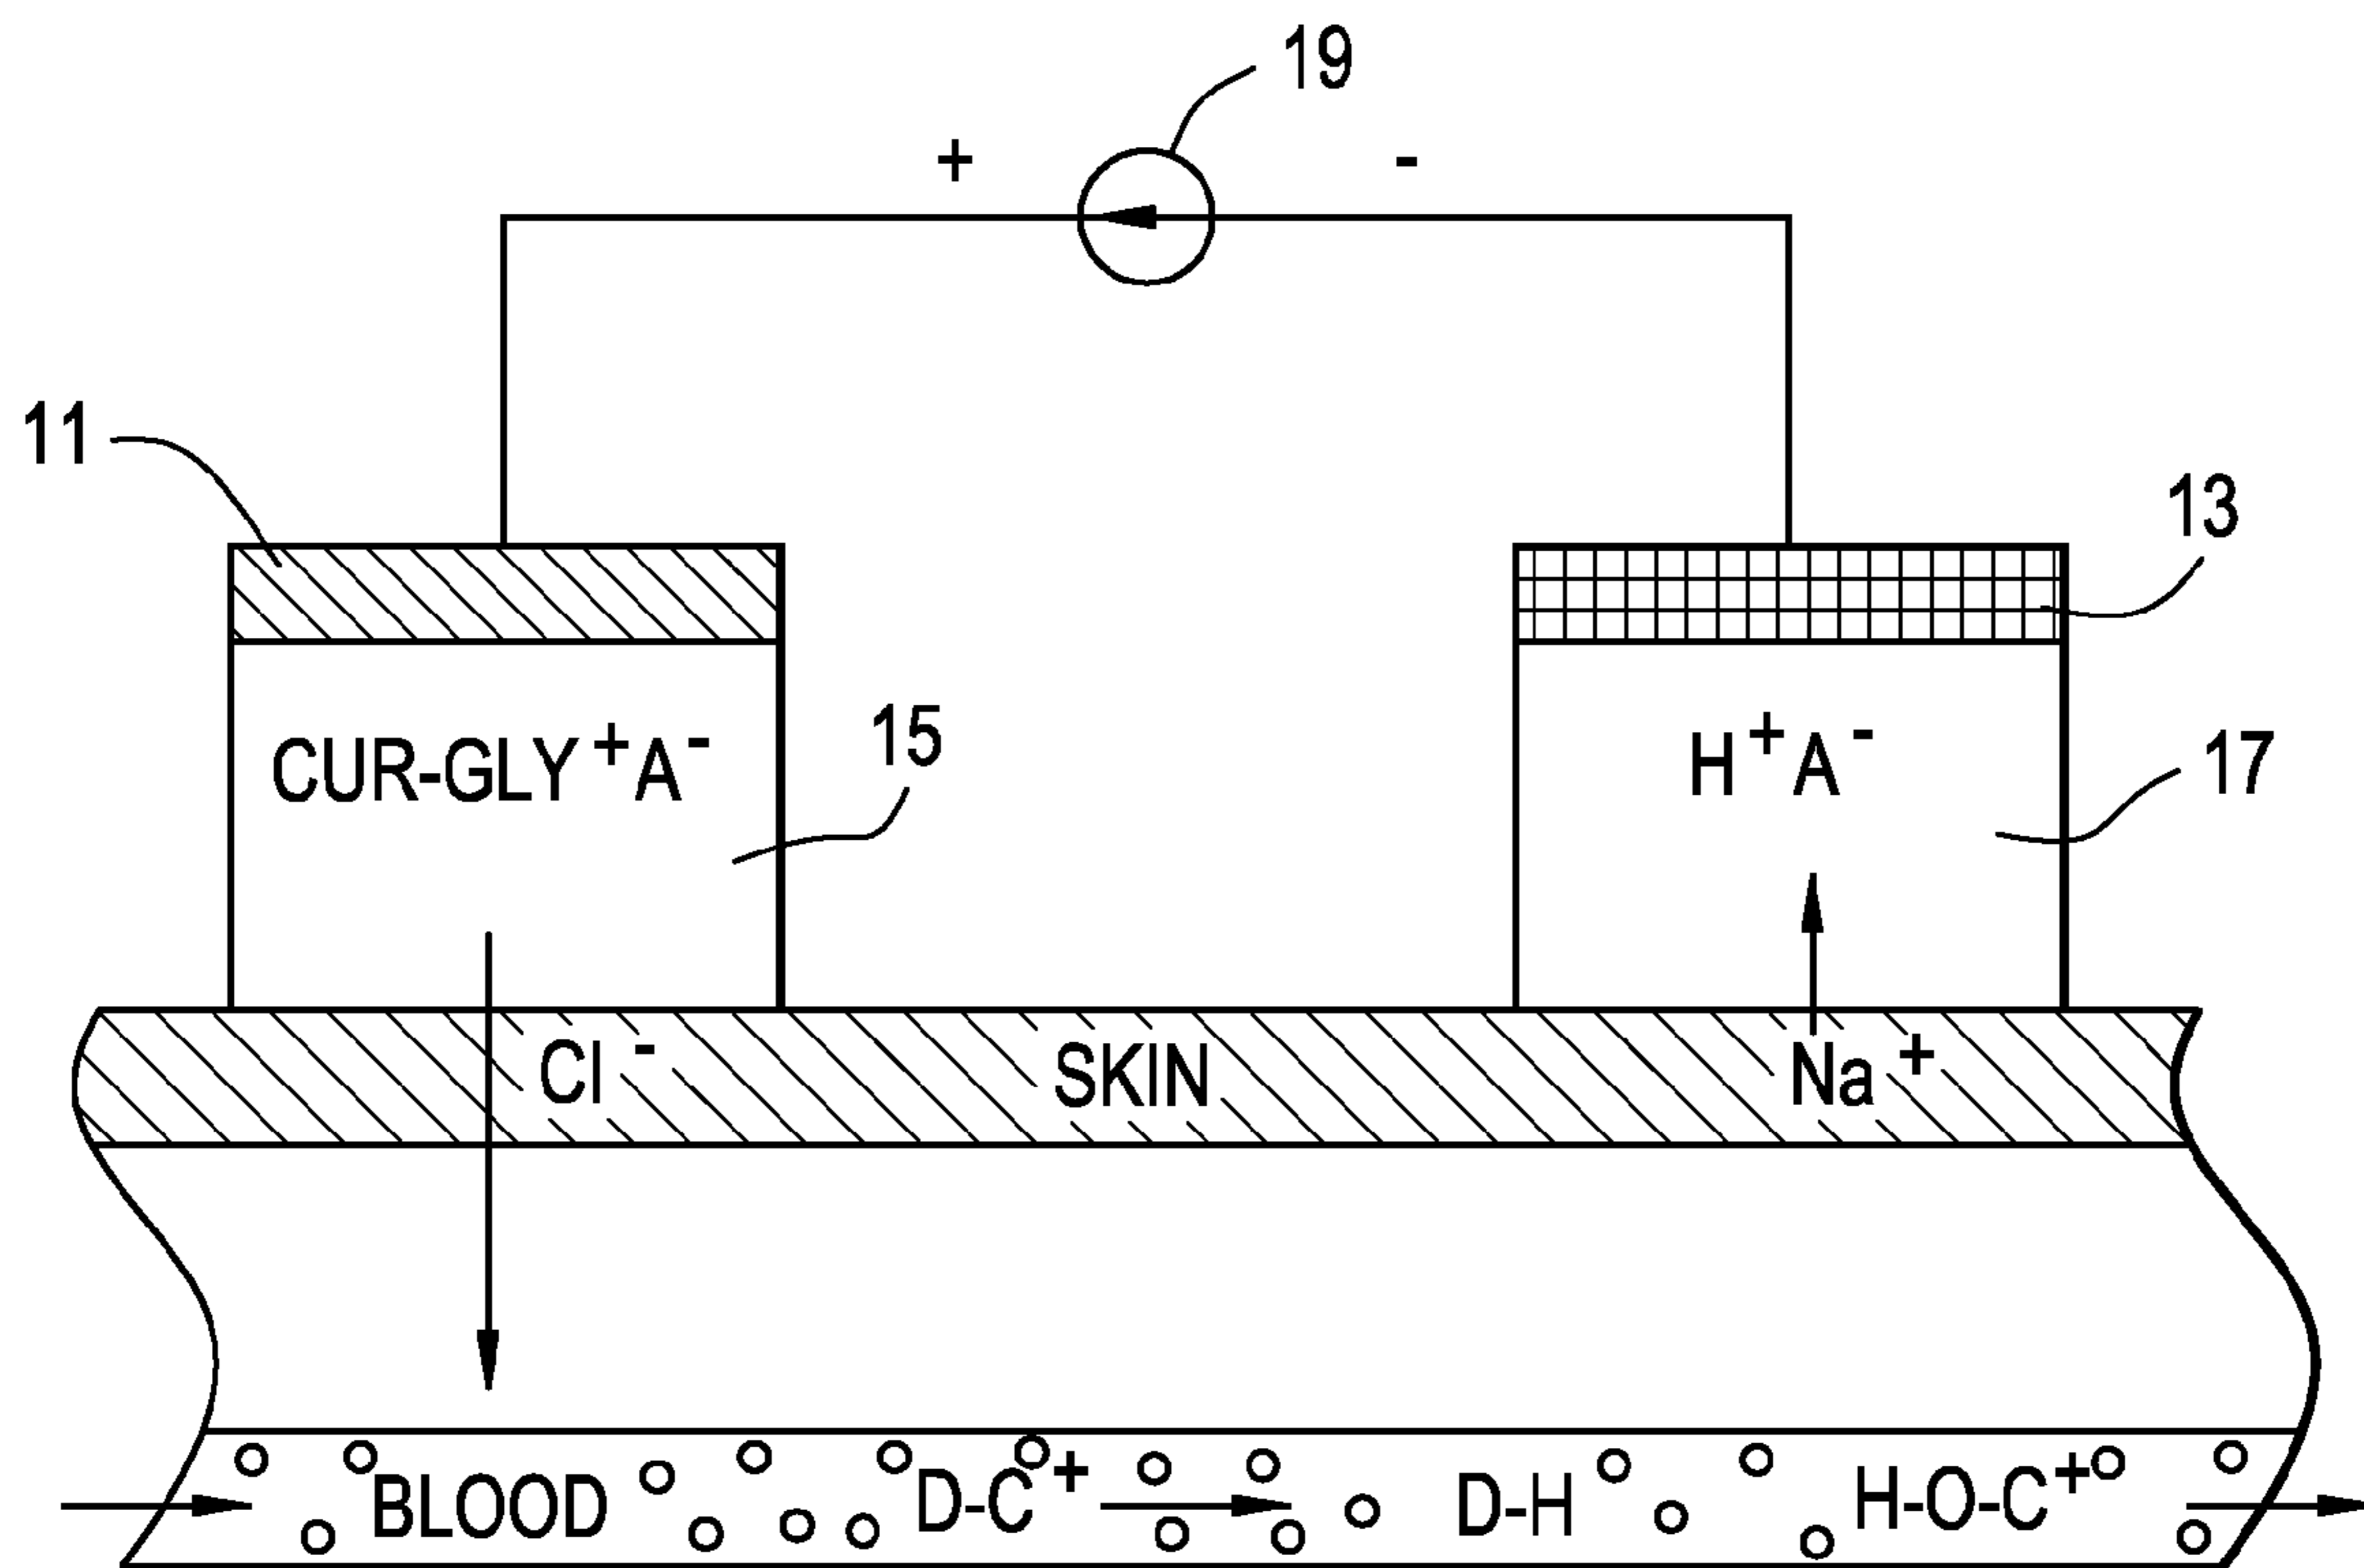 19
+ -
11
13
CUR-GLY⁺A⁻
15
H⁺A⁻
17
Cl⁻
SKIN
Na⁺
BLOOD
D-C⁺
D-H
H-O-C⁺